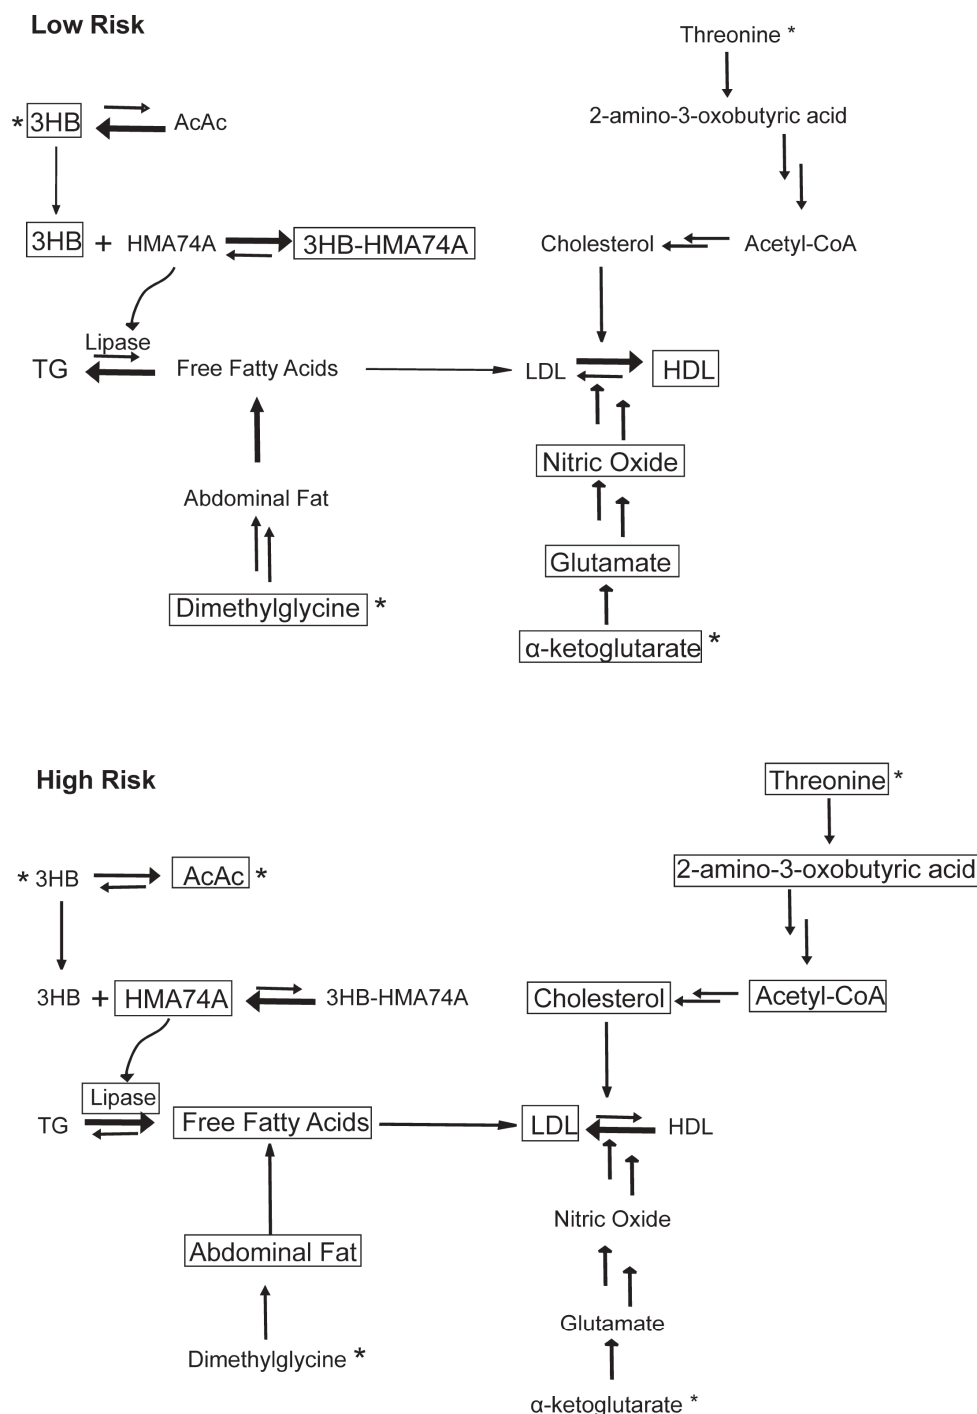 Low Risk
Threonine *
* 3HB AcAc
2-amino-3-oxobutyric acid
3HB + HMA74A 3HB-HMA74A
Cholesterol Acetyl-CoA
Lipase
TG Free Fatty Acids LDL HDL
Nitric Oxide
Abdominal Fat
Glutamate
Dimethylglycine *
α-ketoglutarate *
High Risk
Threonine *
* 3HB AcAc *
2-amino-3-oxobutyric acid
3HB + HMA74A 3HB-HMA74A
Cholesterol Acetyl-CoA
Lipase
TG Free Fatty Acids LDL HDL
Nitric Oxide
Abdominal Fat
Glutamate
Dimethylglycine *
α-ketoglutarate *